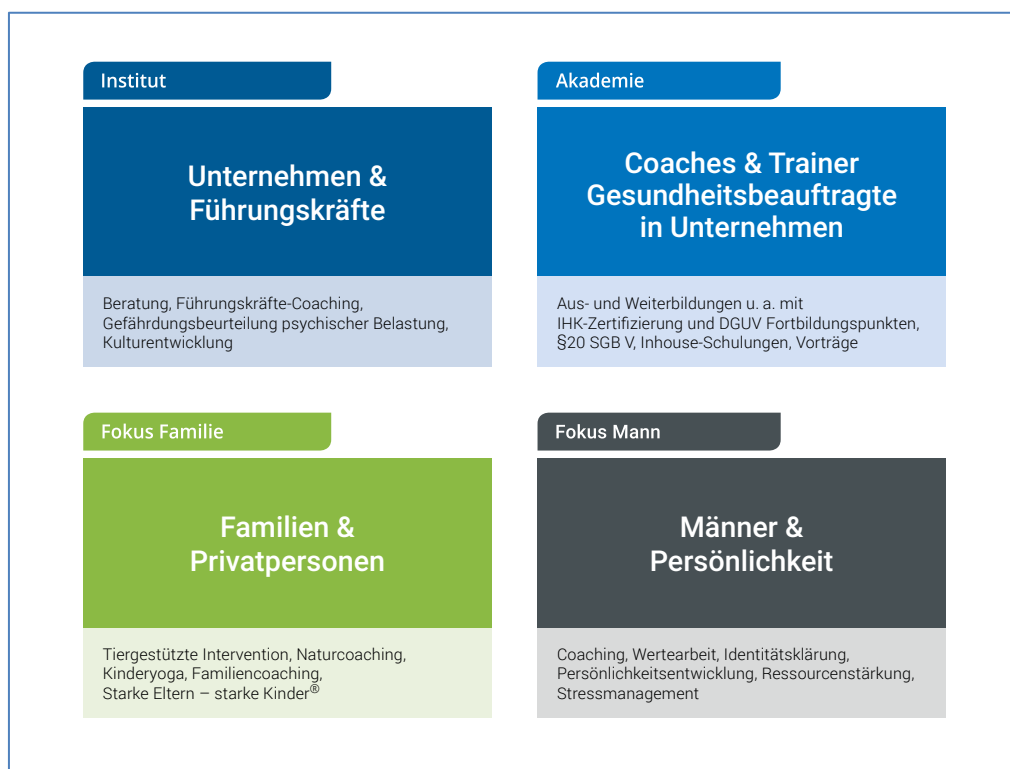 Institut
Unternehmen &
Führungskräfte
Beratung, Führungskräfte-Coaching,
Gefährdungsbeurteilung psychischer Belastung,
Kulturentwicklung
Akademie
Coaches & Trainer
Gesundheitsbeauftragte
in Unternehmen
Aus- und Weiterbildungen u. a. mit
IHK-Zertifizierung und DGUV Fortbildungspunkten,
§20 SGB V, Inhouse-Schulungen, Vorträge
Fokus Familie
Familien &
Privatpersonen
Tiergestützte Intervention, Naturcoaching,
Kinderyoga, Familiencoaching,
Starke Eltern – starke Kinder®
Fokus Mann
Männer &
Persönlichkeit
Coaching, Wertearbeit, Identitätsklärung,
Persönlichkeitsentwicklung, Ressourcenstärkung,
Stressmanagement